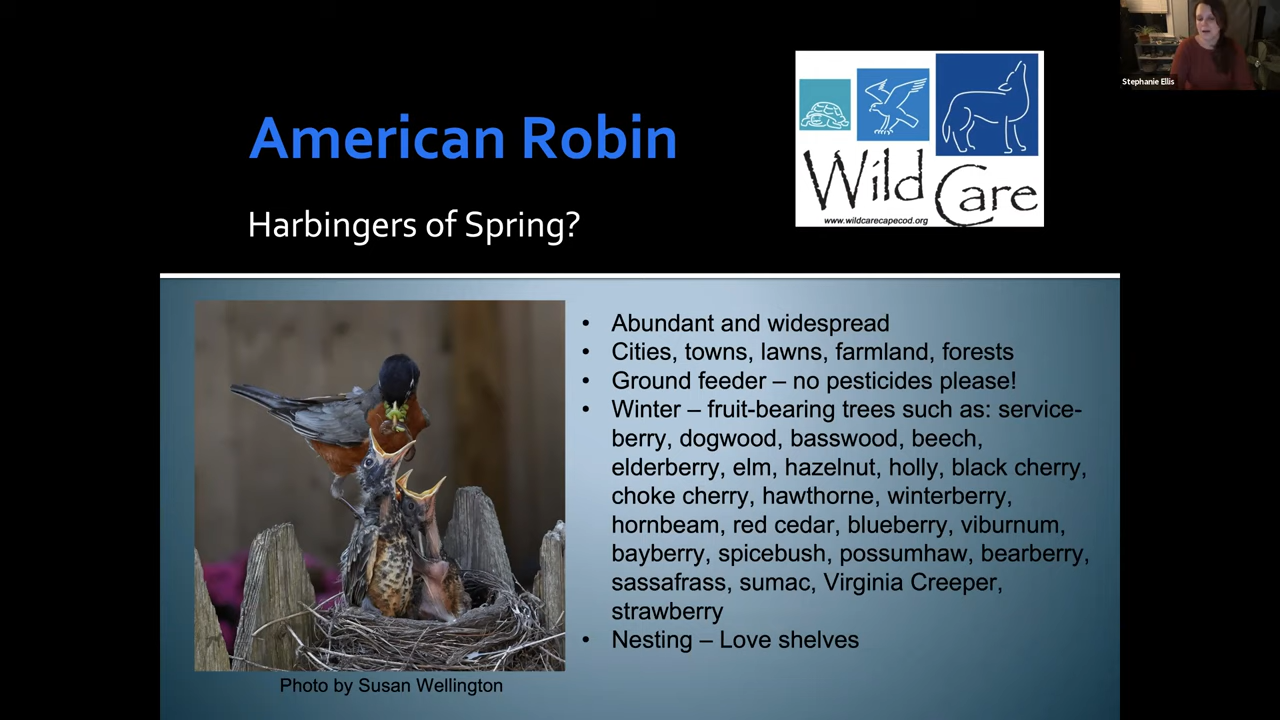 Stephanie Ellis
American Robin
Harbingers of Spring?
Wild Care
www.wildcarecapecod.org
• Abundant and widespread
• Cities, towns, lawns, farmland, forests
• Ground feeder – no pesticides please!
• Winter – fruit-bearing trees such as: service-
berry, dogwood, basswood, beech,
elderberry, elm, hazelnut, holly, black cherry,
choke cherry, hawthorne, winterberry,
hornbeam, red cedar, blueberry, viburnum,
bayberry, spicebush, possumhaw, bearberry,
sassafrass, sumac, Virginia Creeper,
strawberry
• Nesting – Love shelves
Photo by Susan Wellington